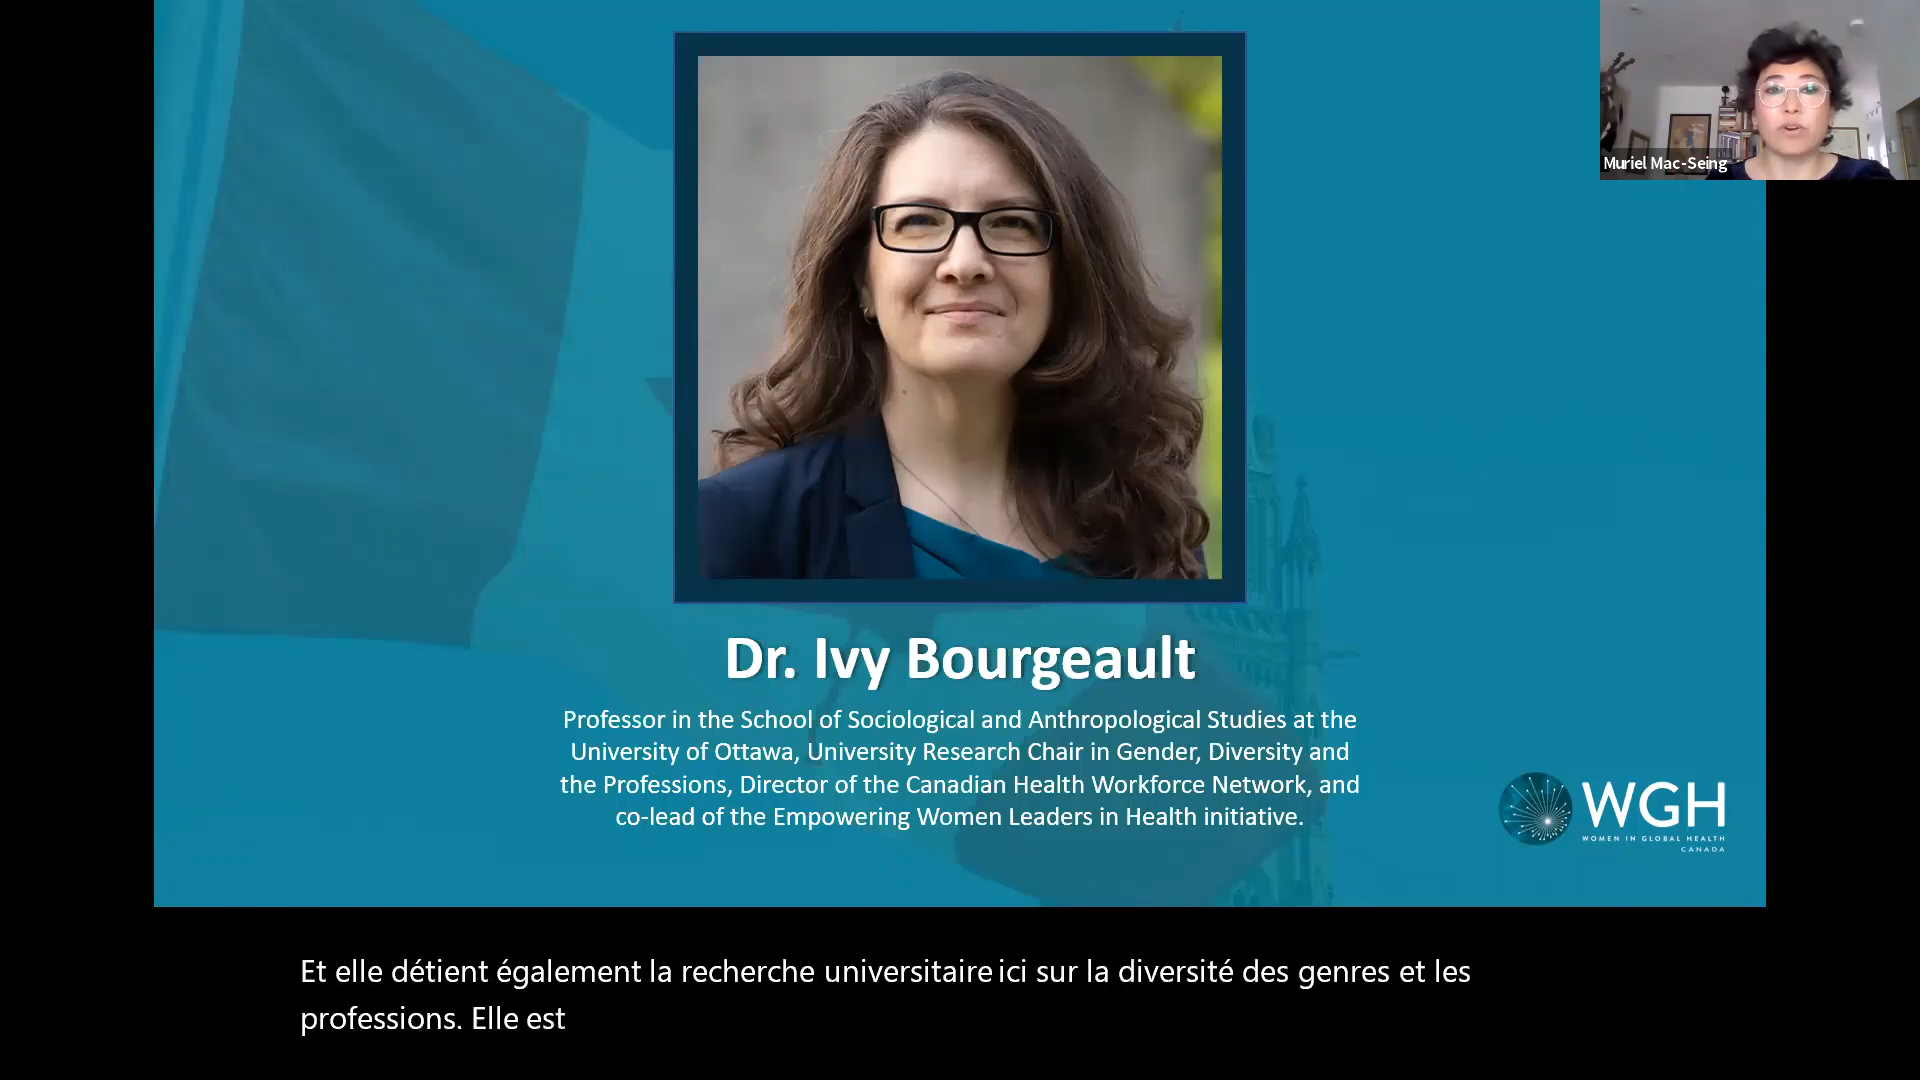 Muriel Mac-Seing
Dr. Ivy Bourgeault
Professor in the School of Sociological and Anthropological Studies at the
University of Ottawa, University Research Chair in Gender, Diversity and
the Professions, Director of the Canadian Health Workforce Network, and
co-lead of the Empowering Women Leaders in Health initiative.
WGH
WOMEN IN GLOBAL HEALTH
CANADA
Et elle détient également la recherche universitaire ici sur la diversité des genres et les
professions. Elle est